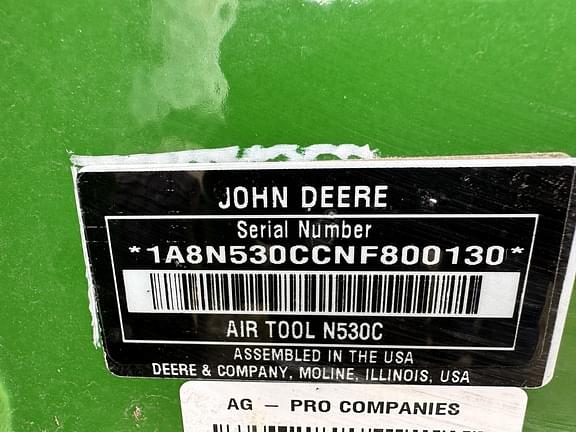 JOHN DEERE
Serial Number
*1A8N530CCNF800130*
AIR TOOL N530C
ASSEMBLED IN THE USA
DEERE & COMPANY, MOLINE, ILLINOIS, USA
AG – PRO COMPANIES